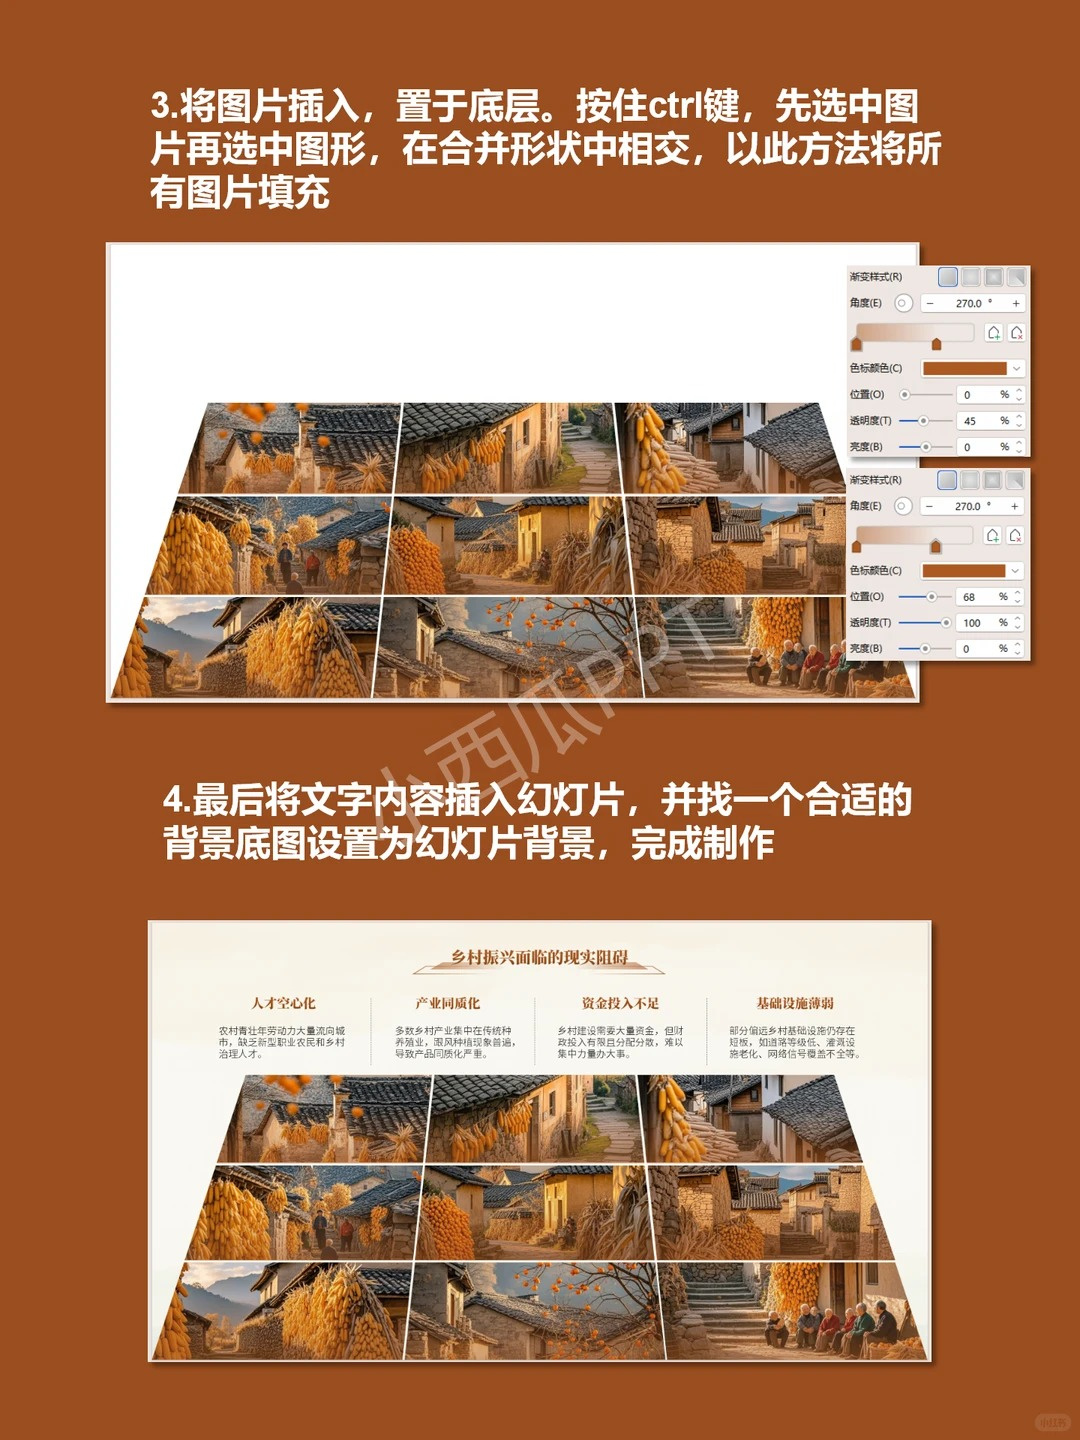 3.将图片插入，置于底层。按住ctrl键，先选中图
片再选中图形，在合并形状中相交，以此方法将所
有图片填充
渐变样式(R)
角度(E) 270.0 °
色标颜色(C)
位置(O) 0 %
透明度(T) 45 %
亮度(B) 0 %
渐变样式(R)
角度(E) 270.0 °
色标颜色(C)
位置(O) 68 %
透明度(T) 100 %
亮度(B) 0 %
小西瓜PPT
4.最后将文字内容插入幻灯片，并找一个合适的
背景底图设置为幻灯片背景，完成制作
乡村振兴面临的现实阻碍
人才空心化
农村青壮年劳动力大量流向城
市，缺乏新型职业农民和乡村
治理人才。
产业同质化
多数乡村产业集中在传统种
养殖业，跟风种植现象普遍，
导致产品同质化严重。
资金投入不足
乡村建设需要大量资金，但财
政投入有限且分配分散，难以
集中力量办大事。
基础设施薄弱
部分偏远乡村基础设施仍存在
短板，如道路等级低、灌溉设
施老化、网络信号覆盖不全等。
小红书